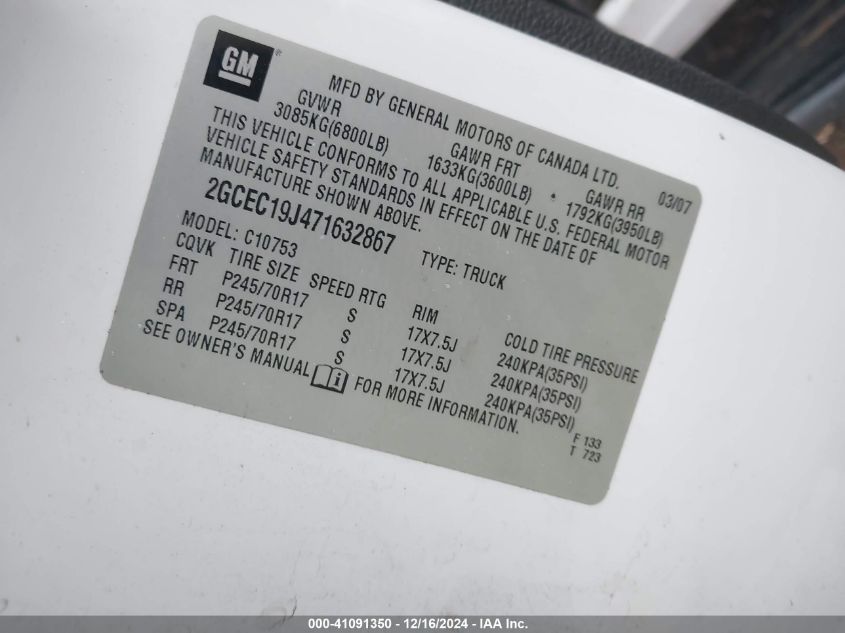 GM®
MFD BY GENERAL MOTORS OF CANADA LTD. 03/07
GVWR GAWR FRT GAWR RR
3085KG(6800LB) 1633KG(3600LB) 1792KG(3950LB)
THIS VEHICLE CONFORMS TO ALL APPLICABLE U.S. FEDERAL MOTOR
VEHICLE SAFETY STANDARDS IN EFFECT ON THE DATE OF
MANUFACTURE SHOWN ABOVE.
2GCEC19J471632867 TYPE: TRUCK
MODEL: C10753
CQVK TIRE SIZE SPEED RTG RIM COLD TIRE PRESSURE
FRT P245/70R17 S 17X7.5J 240KPA(35PSI)
RR P245/70R17 S 17X7.5J 240KPA(35PSI)
SPA P245/70R17 S 17X7.5J 240KPA(35PSI)
SEE OWNER'S MANUAL i FOR MORE INFORMATION.
F 133
T 723
000-41091350 - 12/16/2024 - IAA Inc.